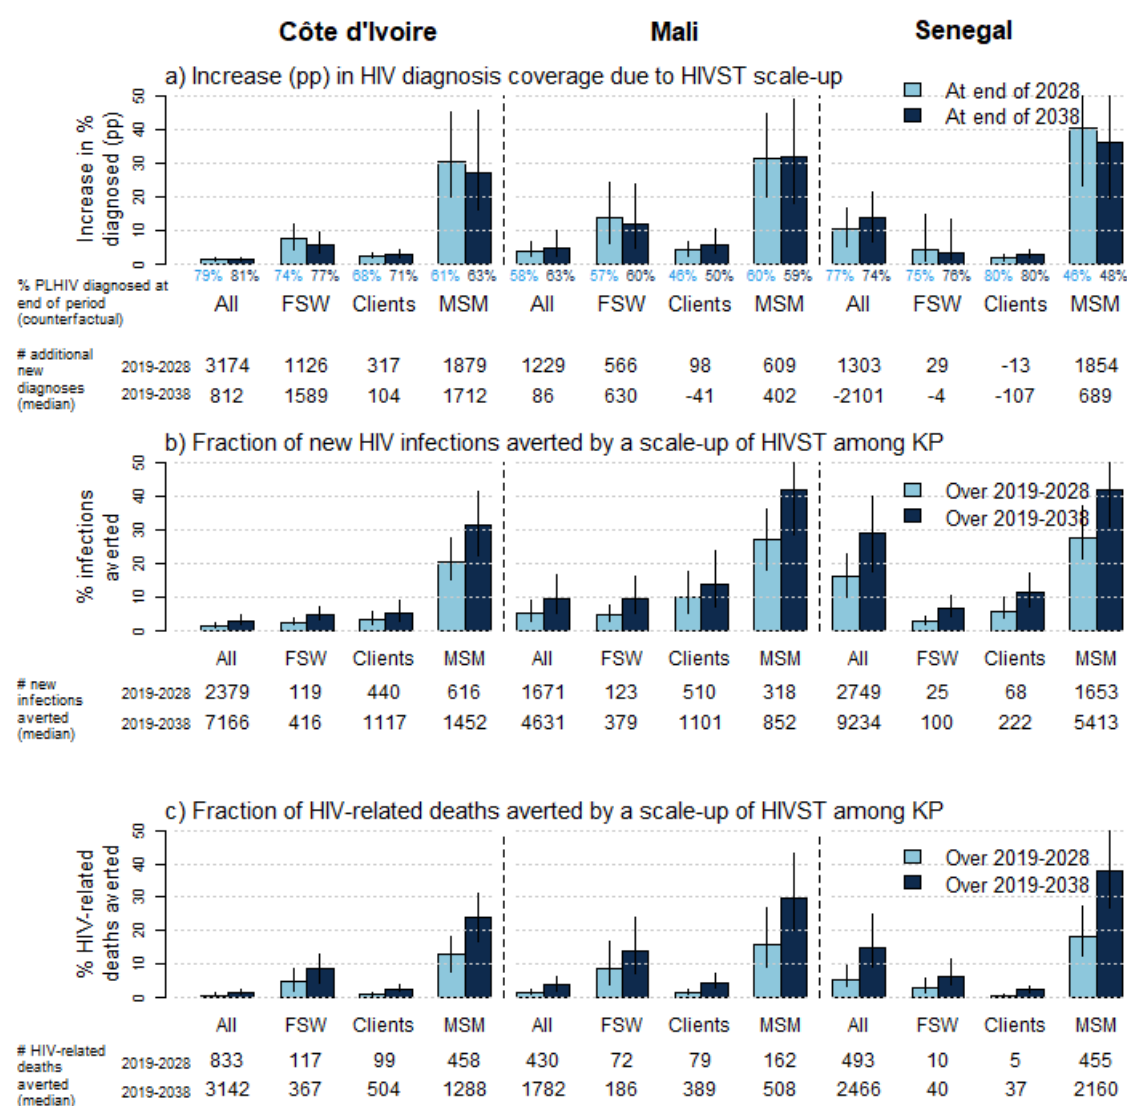 Côte d'Ivoire Mali Senegal
a) Increase (pp) in HIV diagnosis coverage due to HIVST scale-up
At end of 2028
At end of 2038
Increase in %
diagnosed (pp)
50
40
30
20
10
0
79% 81% 74% 77% 68% 71% 61% 63% 58% 63% 57% 60% 46% 50% 60% 59% 77% 74% 75% 76% 80% 80% 46% 48%
% PLHIV diagnosed at
end of period
(counterfactual)
All FSW Clients MSM All FSW Clients MSM All FSW Clients MSM
# additional
new
diagnoses
(median)
2019-2028 3174 1126 317 1879 1229 566 98 609 1303 29 -13 1854
2019-2038 812 1589 104 1712 86 630 -41 402 -2101 -4 -107 689
b) Fraction of new HIV infections averted by a scale-up of HIVST among KP
Over 2019-2028
Over 2019-2038
% infections
averted
50
40
30
20
10
0
All FSW Clients MSM All FSW Clients MSM All FSW Clients MSM
# new
infections
averted
(median)
2019-2028 2379 119 440 616 1671 123 510 318 2749 25 68 1653
2019-2038 7166 416 1117 1452 4631 379 1101 852 9234 100 222 5413
c) Fraction of HIV-related deaths averted by a scale-up of HIVST among KP
Over 2019-2028
Over 2019-2038
% HIV-related
deaths averted
50
40
30
20
10
0
All FSW Clients MSM All FSW Clients MSM All FSW Clients MSM
# HIV-related
deaths
averted
(median)
2019-2028 833 117 99 458 430 72 79 162 493 10 5 455
2019-2038 3142 367 504 1288 1782 186 389 508 2466 40 37 2160